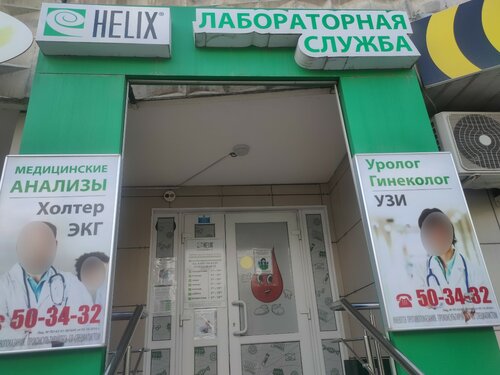 HELIX®
ЛАБОРАТОРНАЯ
СЛУЖБА
МЕДИЦИНСКИЕ
АНАЛИЗЫ
Холтер
ЭКГ
50-34-32
Уролог
Гинеколог
УЗИ
50-34-32